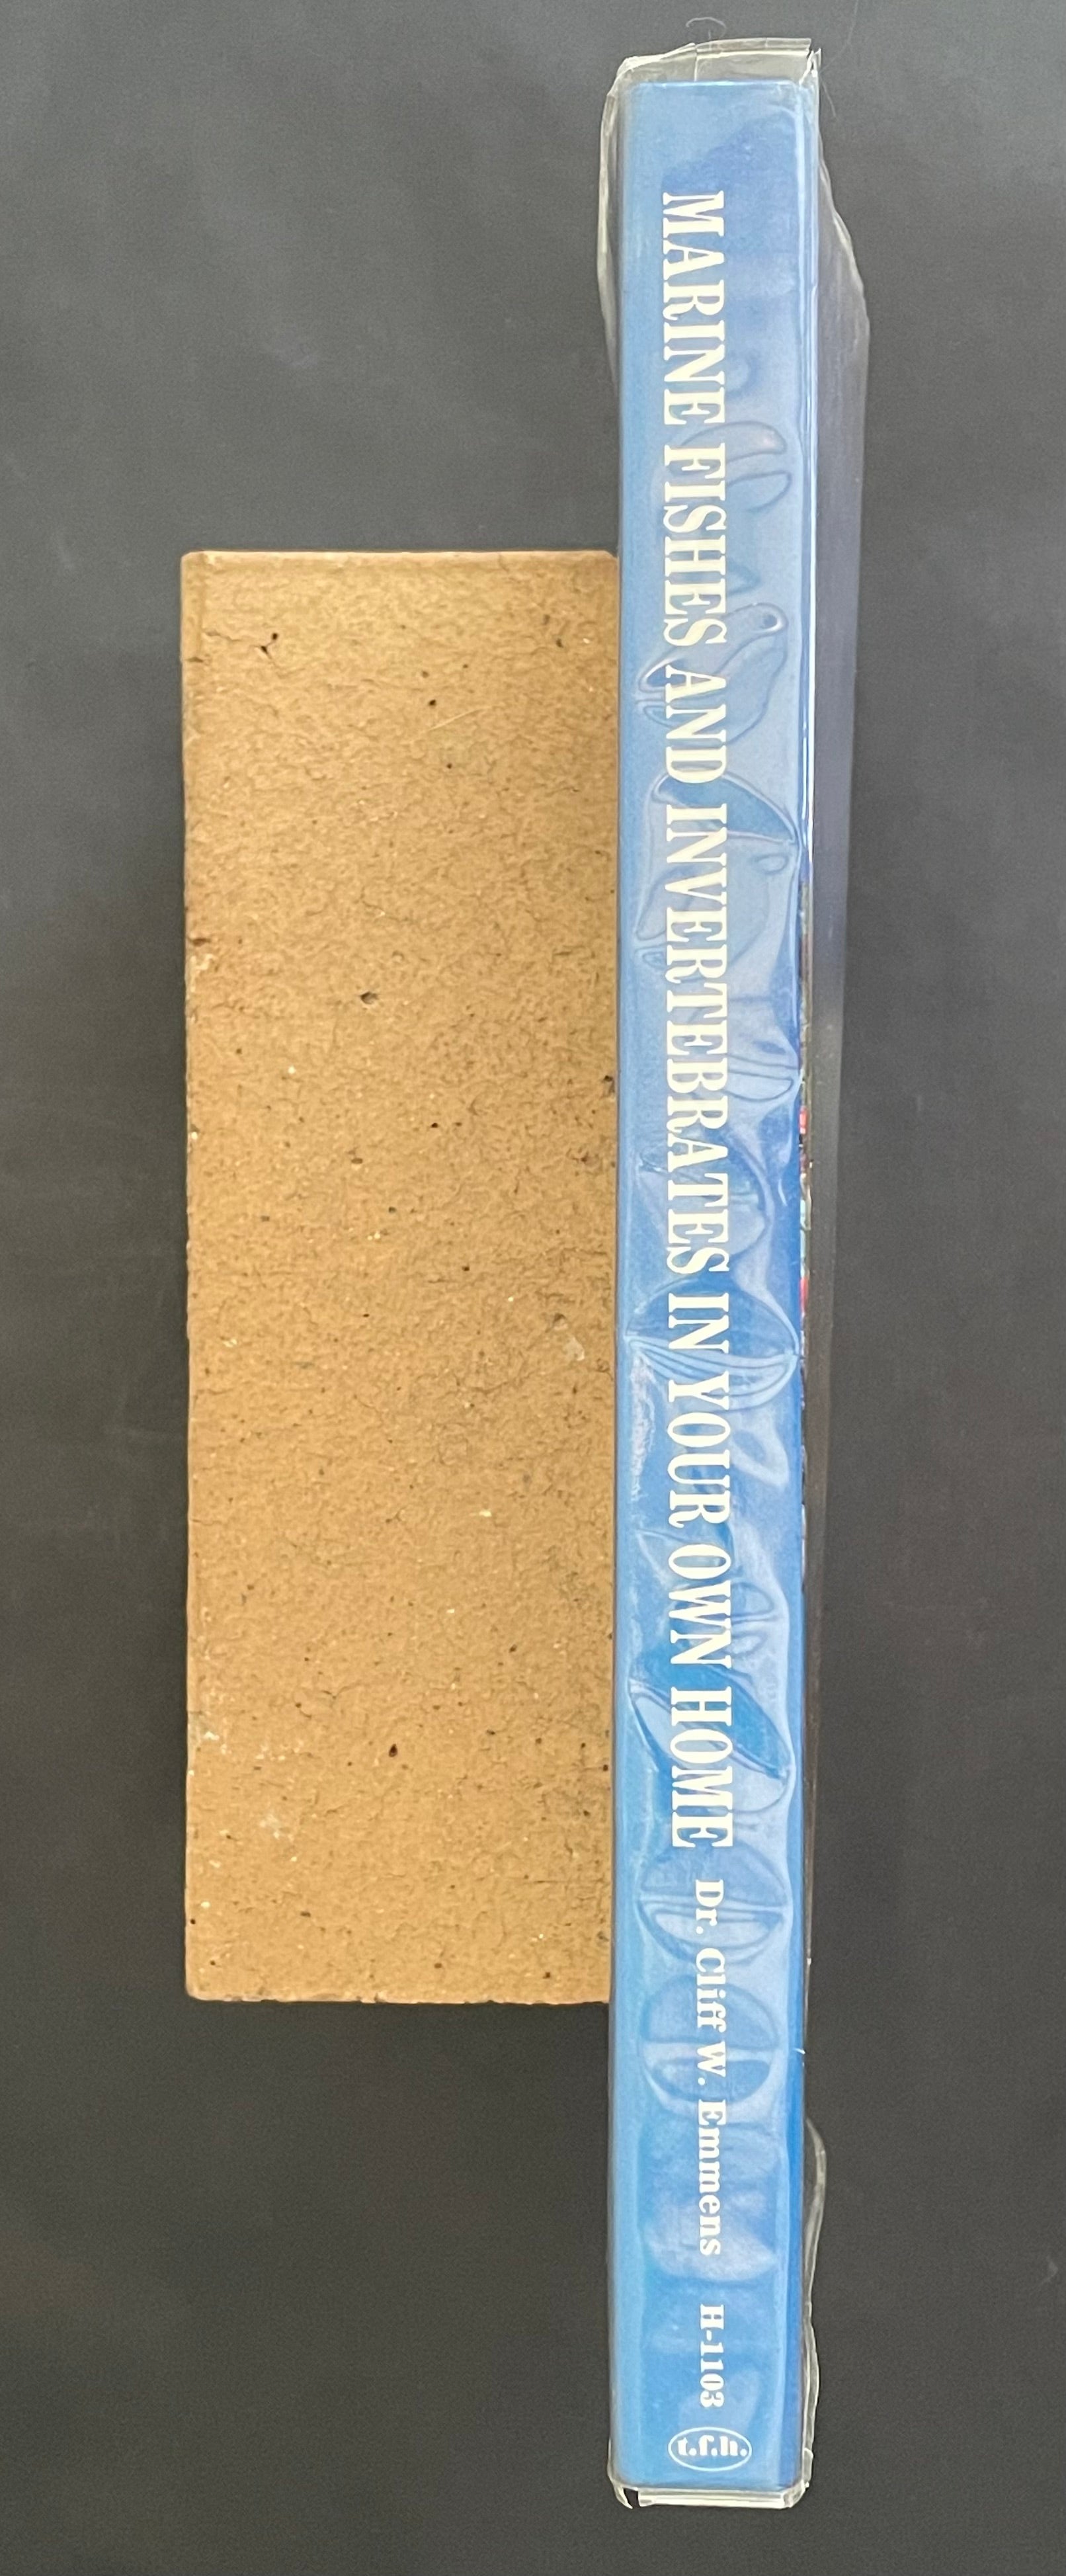 MARINE FISHES AND INVERTEBRATES IN YOUR OWN HOME Dr. Cliff W. Emmens H-1103
t.f.h.